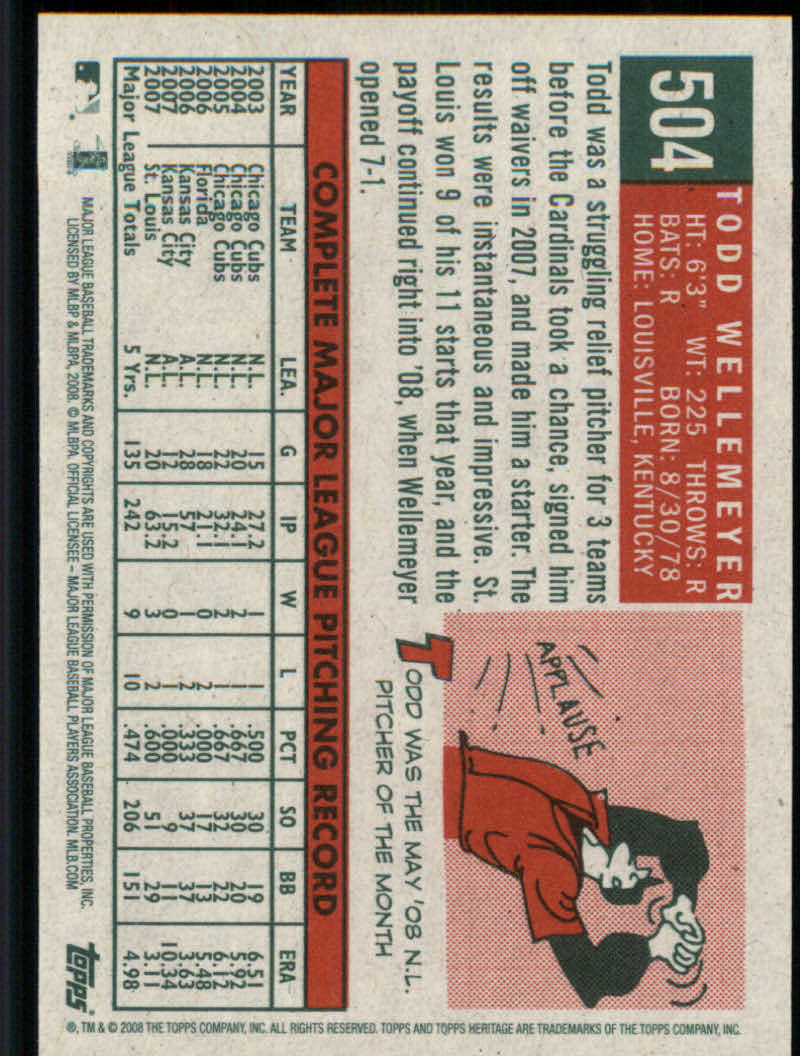 504
TODD WELLEMEYER
HT: 6'3" WT: 225 THROWS: R
BATS: R BORN: 8/30/78
HOME: LOUISVILLE, KENTUCKY
Todd was a struggling relief pitcher for 3 teams
before the Cardinals took a chance, signed him
off waivers in 2007, and made him a starter. The
results were instantaneous and impressive. St.
Louis won 9 of his 11 starts that year, and the
payoff continued right into '08, when Wellemeyer
opened 7-1.
APPLAUSE
TODD WAS THE MAY '08 N.L.
PITCHER OF THE MONTH
COMPLETE MAJOR LEAGUE PITCHING RECORD
YEAR TEAM LEA. G IP W L PCT SO BB ERA
2003 Chicago Cubs N.L. 15 27.2 1 1 .500 30 19 6.51
2004 Chicago Cubs N.L. 20 24.1 2 1 .667 30 20 5.92
2005 Chicago Cubs N.L. 22 32.1 2 1 .667 32 22 6.12
2006 Florida N.L. 18 21.1 0 2 .000 17 13 5.48
2006 Kansas City A.L. 28 57 1 2 .333 37 37 3.63
2007 Kansas City A.L. 12 15.2 0 1 .000 9 11 10.34
2007 St. Louis N.L. 20 63.2 3 2 .600 51 29 3.11
Major League Totals 5 Yrs. 135 242 9 10 .474 206 151 4.98
MAJOR LEAGUE BASEBALL TRADEMARKS AND COPYRIGHTS ARE USED WITH PERMISSION OF MAJOR LEAGUE BASEBALL PROPERTIES, INC.
LICENSED BY MLBP & MLBPA, 2008. © MLBPA. OFFICIAL LICENSEE – MAJOR LEAGUE BASEBALL PLAYERS ASSOCIATION. MLB.COM
topps
®, TM & © 2008 THE TOPPS COMPANY, INC. ALL RIGHTS RESERVED. TOPPS AND TOPPS HERITAGE ARE TRADEMARKS OF THE TOPPS COMPANY, INC.